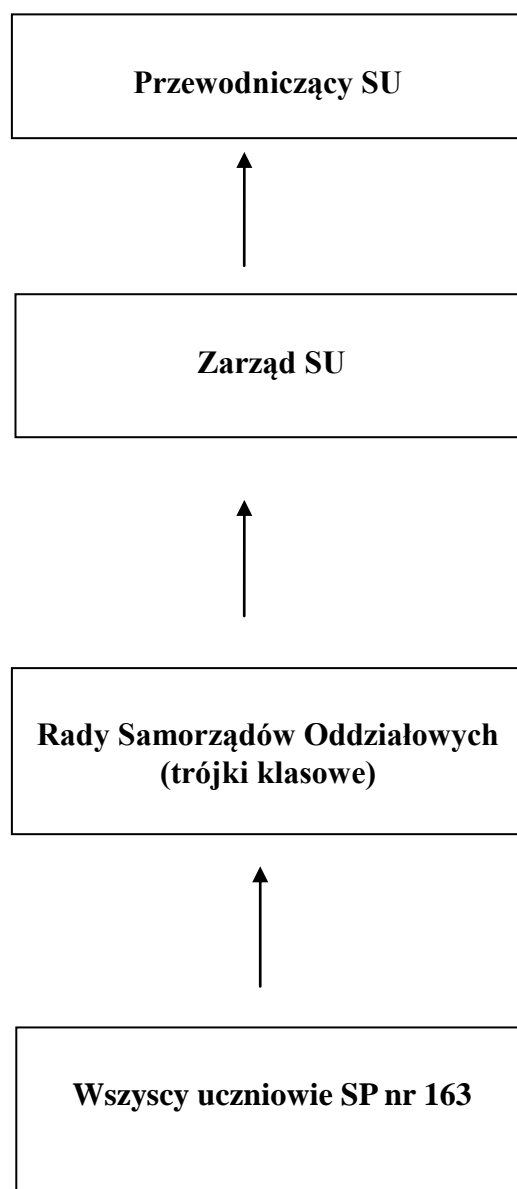 Przewodniczący SU
Zarząd SU
Rady Samorządów Oddziałowych
(trójki klasowe)
Wszyscy uczniowie SP nr 163